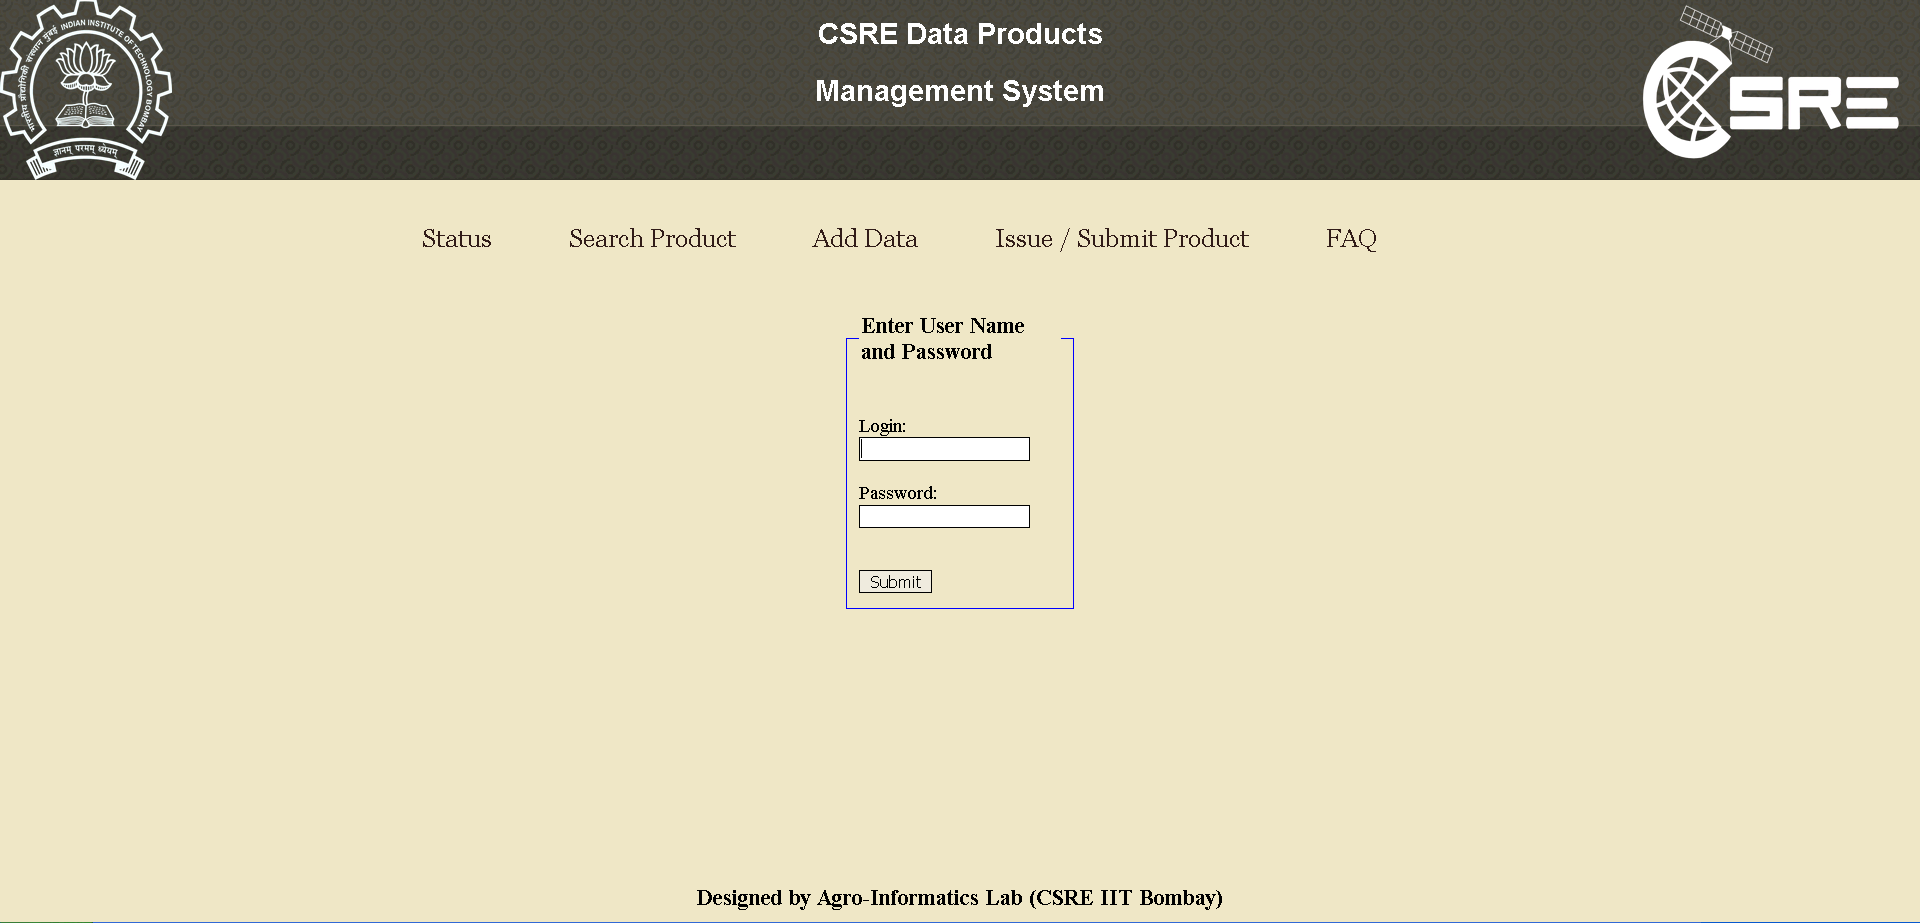 CSRE Data Products
Management System
भारतीय प्रौद्योगिकी संस्थान मुंबई
INDIAN INSTITUTE OF TECHNOLOGY BOMBAY
ज्ञानम् परमम् ध्येयम्
CSRE
Status
Search Product
Add Data
Issue / Submit Product
FAQ
Enter User Name
and Password
Login:
Password:
Submit
Designed by Agro-Informatics Lab (CSRE IIT Bombay)